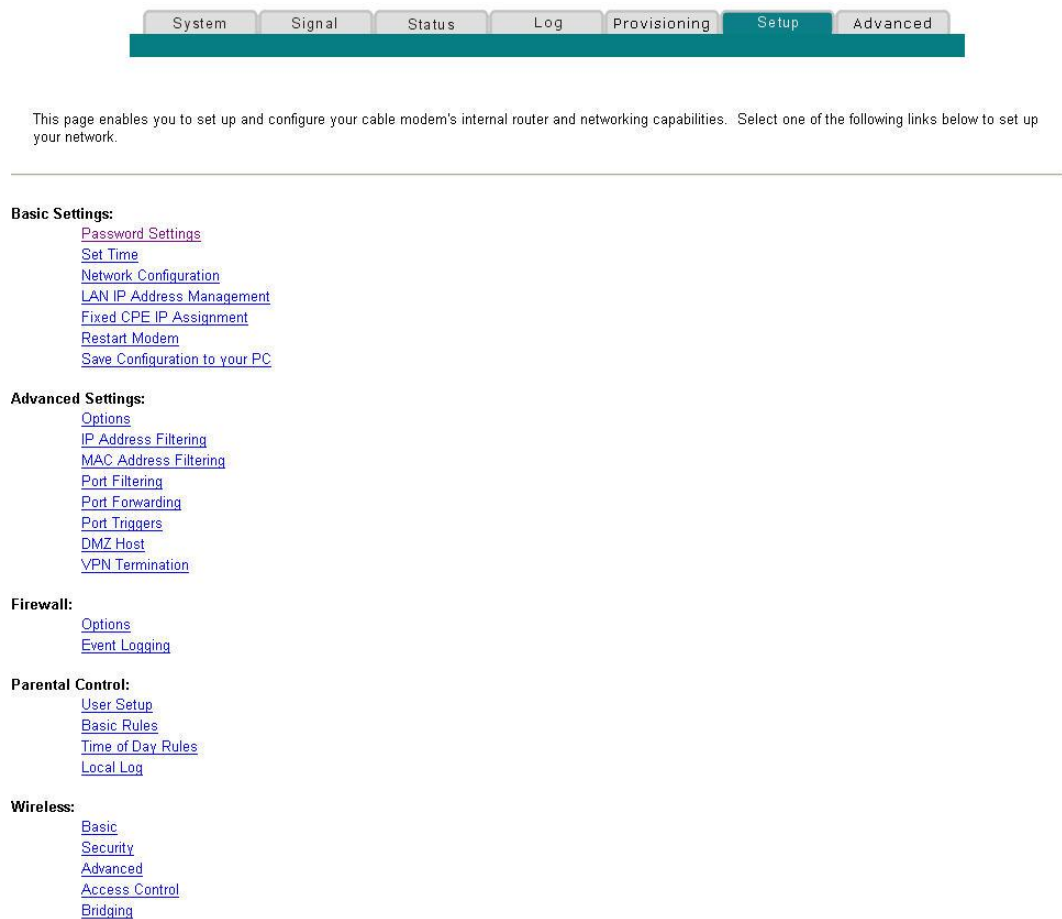 System Signal Status Log Provisioning Setup Advanced
This page enables you to set up and configure your cable modem's internal router and networking capabilities. Select one of the following links below to set up
your network.
Basic Settings:
Password Settings
Set Time
Network Configuration
LAN IP Address Management
Fixed CPE IP Assignment
Restart Modem
Save Configuration to your PC
Advanced Settings:
Options
IP Address Filtering
MAC Address Filtering
Port Filtering
Port Forwarding
Port Triggers
DMZ Host
VPN Termination
Firewall:
Options
Event Logging
Parental Control:
User Setup
Basic Rules
Time of Day Rules
Local Log
Wireless:
Basic
Security
Advanced
Access Control
Bridging